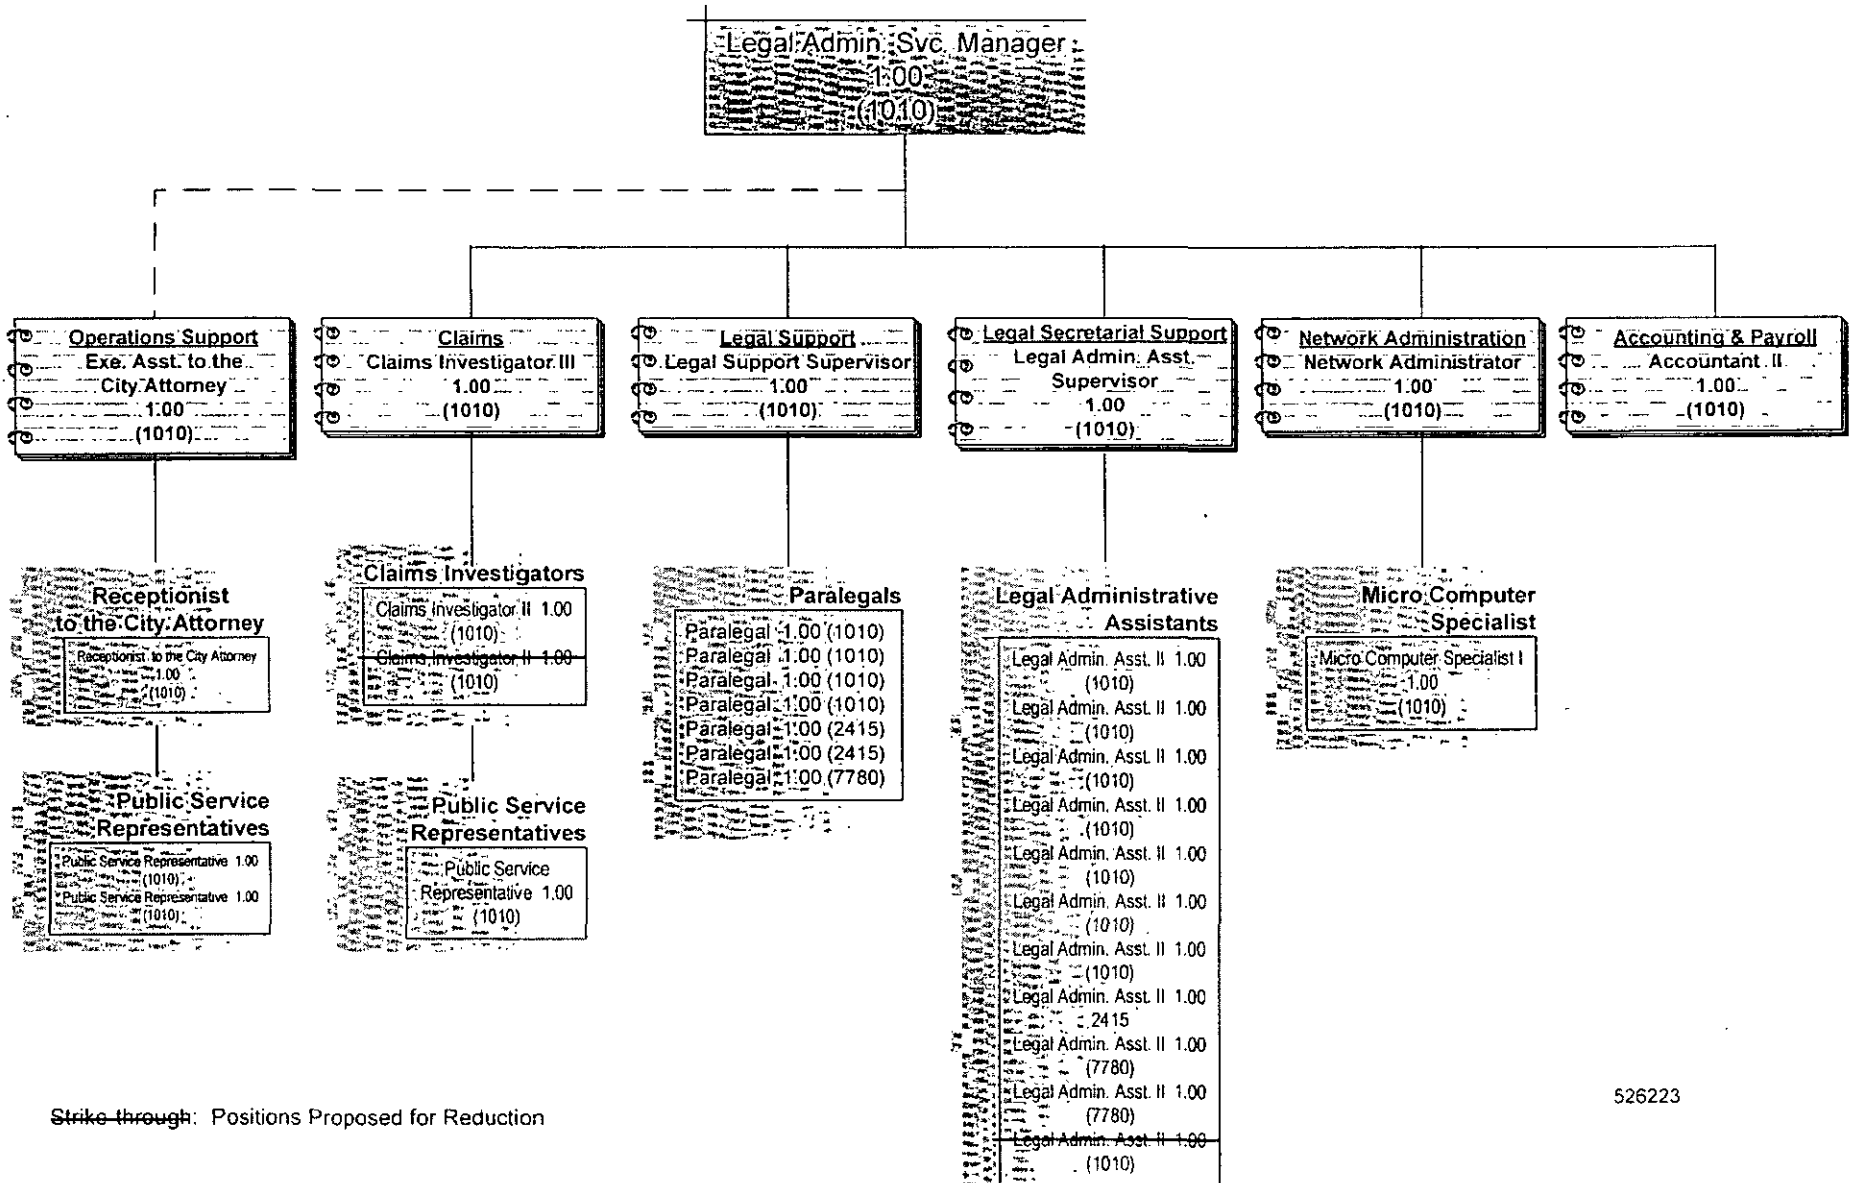 Legal Admin. Svc. Manager
1.00
(1010)
Operations Support
Exe. Asst. to the
City Attorney
1.00
(1010)
Claims
Claims Investigator III
1.00
(1010)
Legal Support
Legal Support Supervisor
1.00
(1010)
Legal Secretarial Support
Legal Admin. Asst.
Supervisor
1.00
(1010)
Network Administration
Network Administrator
1.00
(1010)
Accounting & Payroll
Accountant II
1.00
(1010)
Receptionist
to the City Attorney
Receptionist to the City Attorney
1.00
(1010)
Public Service
Representatives
Public Service Representative 1.00
(1010)
Public Service Representative 1.00
(1010)
Claims Investigators
Claims Investigator II 1.00
(1010)
Claims Investigator II 1.00
(1010)
Public Service
Representatives
Public Service
Representative 1.00
(1010)
Paralegals
Paralegal 1.00 (1010)
Paralegal 1.00 (1010)
Paralegal 1.00 (1010)
Paralegal 1.00 (1010)
Paralegal 1.00 (2415)
Paralegal 1.00 (2415)
Paralegal 1.00 (7780)
Legal Administrative
Assistants
Legal Admin. Asst. II 1.00
(1010)
Legal Admin. Asst. II 1.00
(1010)
Legal Admin. Asst. II 1.00
(1010)
Legal Admin. Asst. II 1.00
(1010)
Legal Admin. Asst. II 1.00
(1010)
Legal Admin. Asst. II 1.00
(1010)
Legal Admin. Asst. II 1.00
(1010)
Legal Admin. Asst. II 1.00
2415
Legal Admin. Asst. II 1.00
(7780)
Legal Admin. Asst. II 1.00
(7780)
Legal Admin. Asst. II 1.00
(1010)
Micro Computer
Specialist
Micro Computer Specialist I
1.00
(1010)
Strike through: Positions Proposed for Reduction
526223